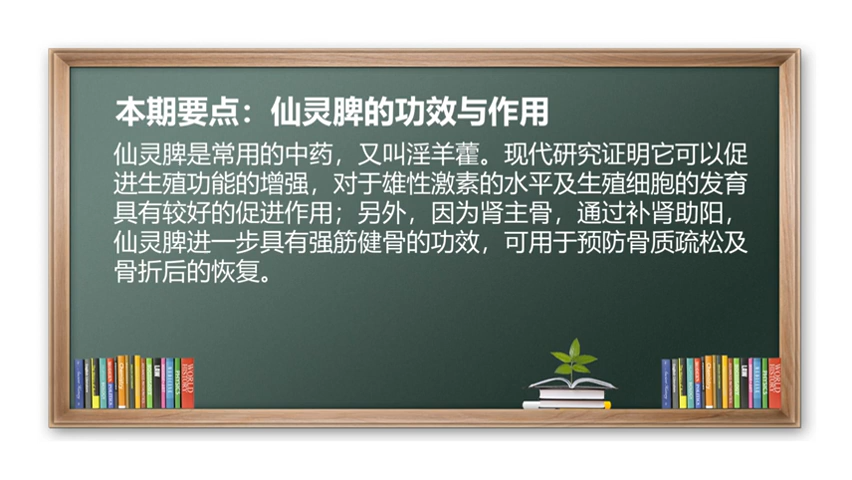 本期要点：仙灵脾的功效与作用
仙灵脾是常用的中药，又叫淫羊藿。现代研究证明它可以促
进生殖功能的增强，对于雄性激素的水平及生殖细胞的发育
具有较好的促进作用；另外，因为肾主骨，通过补肾助阳，
仙灵脾进一步具有强筋健骨的功效，可用于预防骨质疏松及
骨折后的恢复。
WORLD HISTORY
WORLD HISTORY